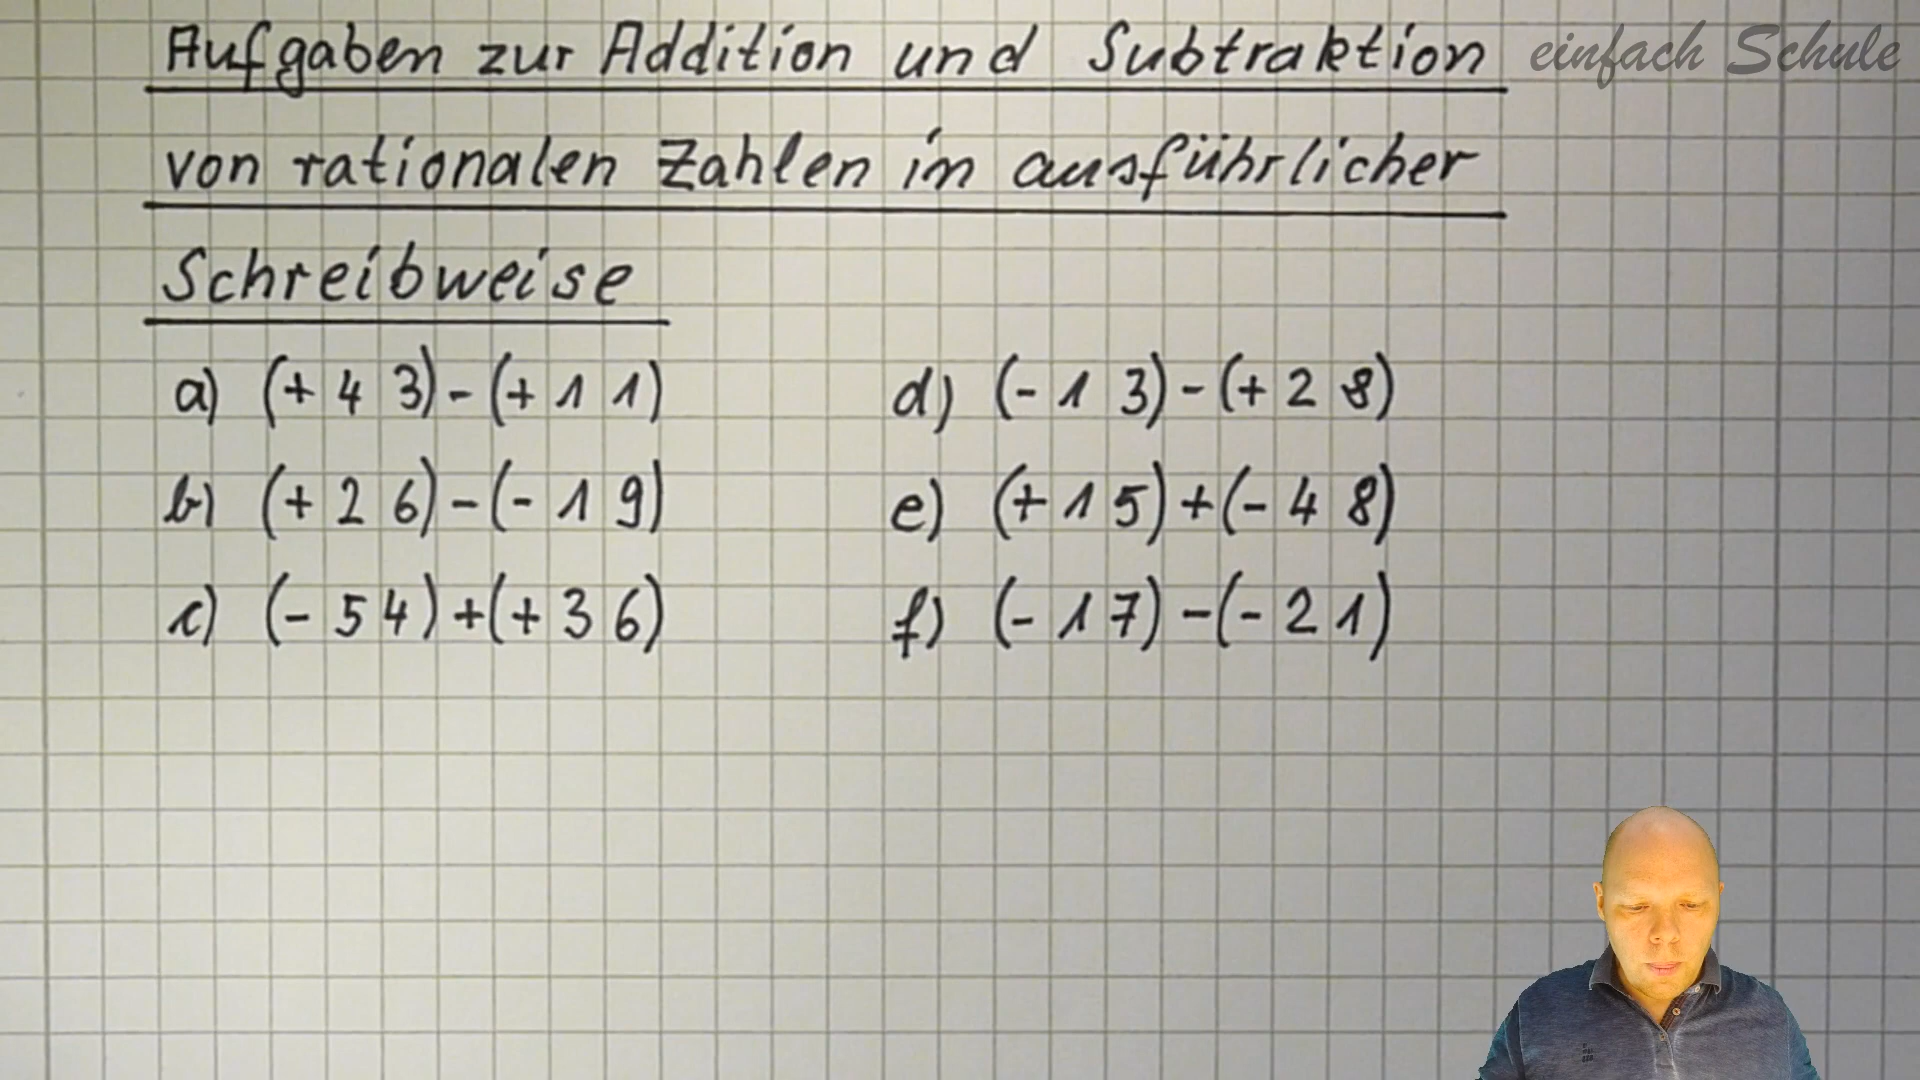 Aufgaben zur Addition und Subtraktion einfach Schule
von rationalen Zahlen in ausführlicher
Schreibweise
a) (+43)-(+11) d) (-13)-(+28)
b) (+26)-(-19) e) (+15)+(-48)
c) (-54)+(+36) f) (-17)-(-21)